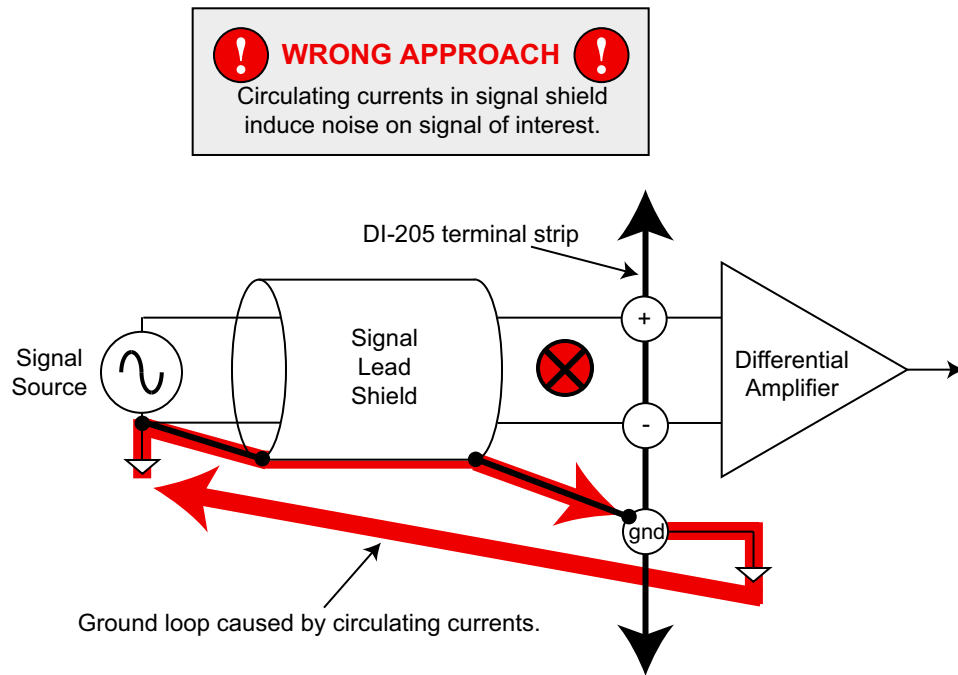 ! WRONG APPROACH !
Circulating currents in signal shield
induce noise on signal of interest.
DI-205 terminal strip
Signal
Source
Signal
Lead
Shield
+
-
gnd
Differential
Amplifier
Ground loop caused by circulating currents.